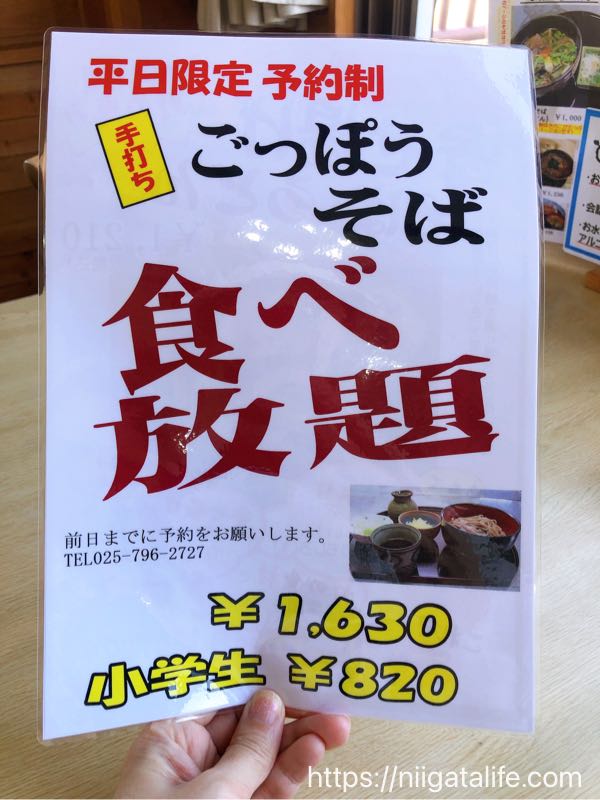 平日限定 予約制
手打ち
ごっぽう
そば
食べ
放題
前日までに予約をお願いします。
TEL025-796-2727
¥1,630
小学生 ¥820
¥1,000
https://niigatalife.com